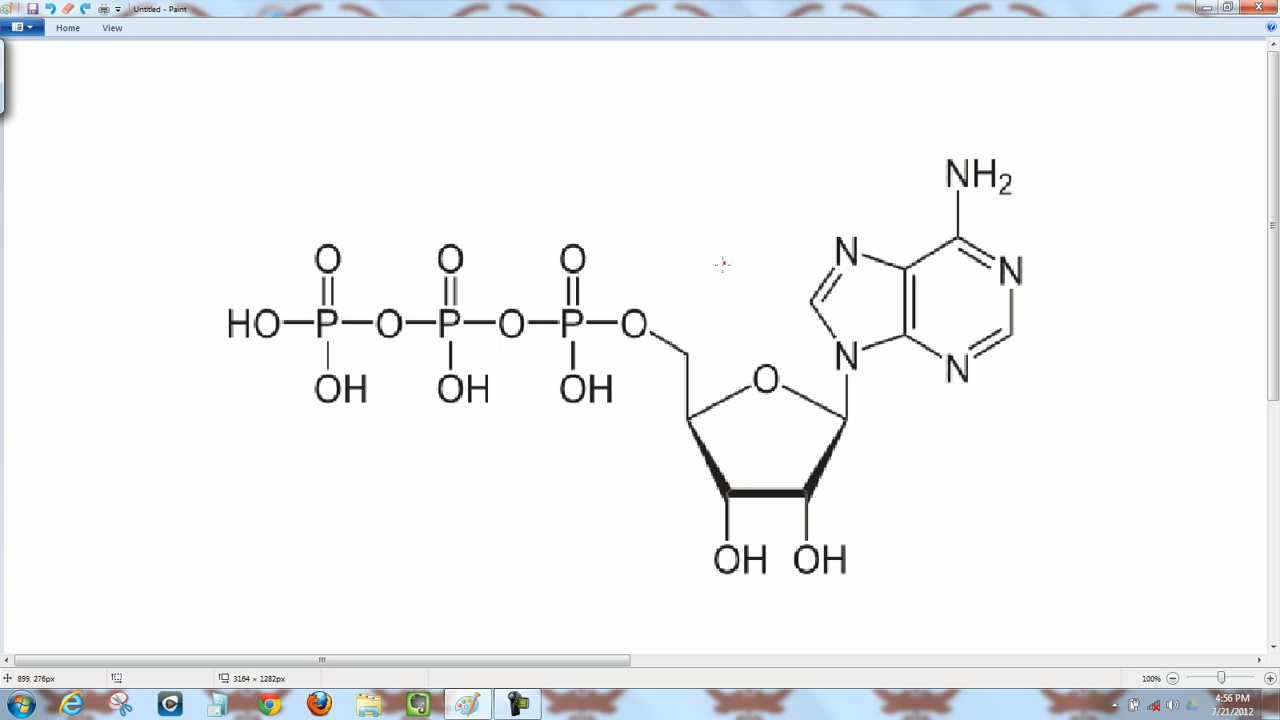 Untitled - Paint
Home View
NH2
O O O N N
HO P O P O P O N N
OH OH OH O
OH OH
899, 276px 3164 × 1282px 100%
4:56 PM
7/21/2012